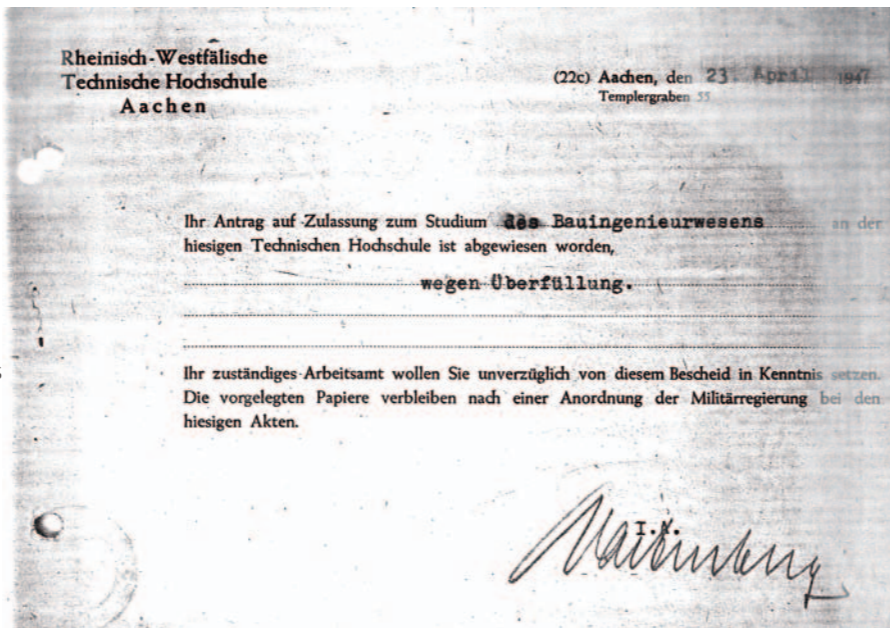 Rheinisch-Westfälische
Technische Hochschule
Aachen
(22c) Aachen, den 23. April 1947
Templergraben 55
Ihr Antrag auf Zulassung zum Studium des Bauingenieurwesens an der
hiesigen Technischen Hochschule ist abgewiesen worden,
wegen Überfüllung.
Ihr zuständiges Arbeitsamt wollen Sie unverzüglich von diesem Bescheid in Kenntnis setzen.
Die vorgelegten Papiere verbleiben nach einer Anordnung der Militärregierung bei den
hiesigen Akten.